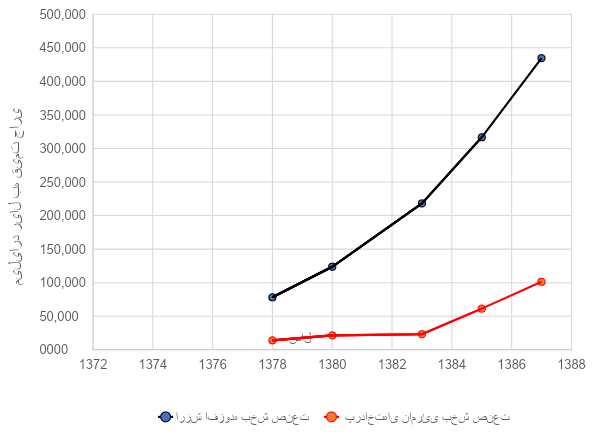 500,000
450,000
400,000
350,000
300,000
250,000
200,000
150,000
100,000
50,000
0000
1372 1374 1376 1378 1380 1382 1384 1386 1388
میلیارد ریال به قیمت جاری
سال
ارزش افزوده بخش صنعت
پرداختهای نامرئی بخش صنعت